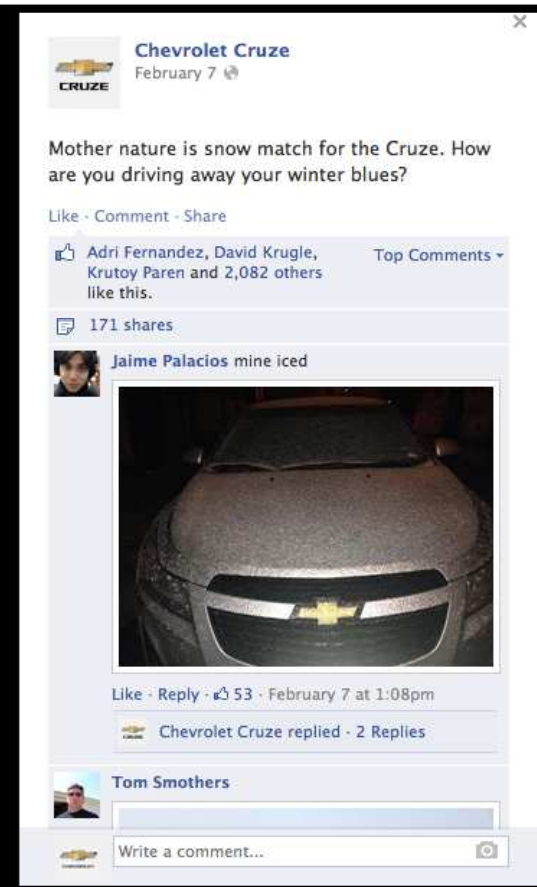 Chevrolet Cruze
February 7
CRUZE
Mother nature is snow match for the Cruze. How
are you driving away your winter blues?
Like · Comment · Share
Adri Fernandez, David Krugle,
Krutoy Paren and 2,082 others
like this.
Top Comments
171 shares
Jaime Palacios mine iced
Like · Reply · 53 · February 7 at 1:08pm
Chevrolet Cruze replied · 2 Replies
Tom Smothers
Write a comment...